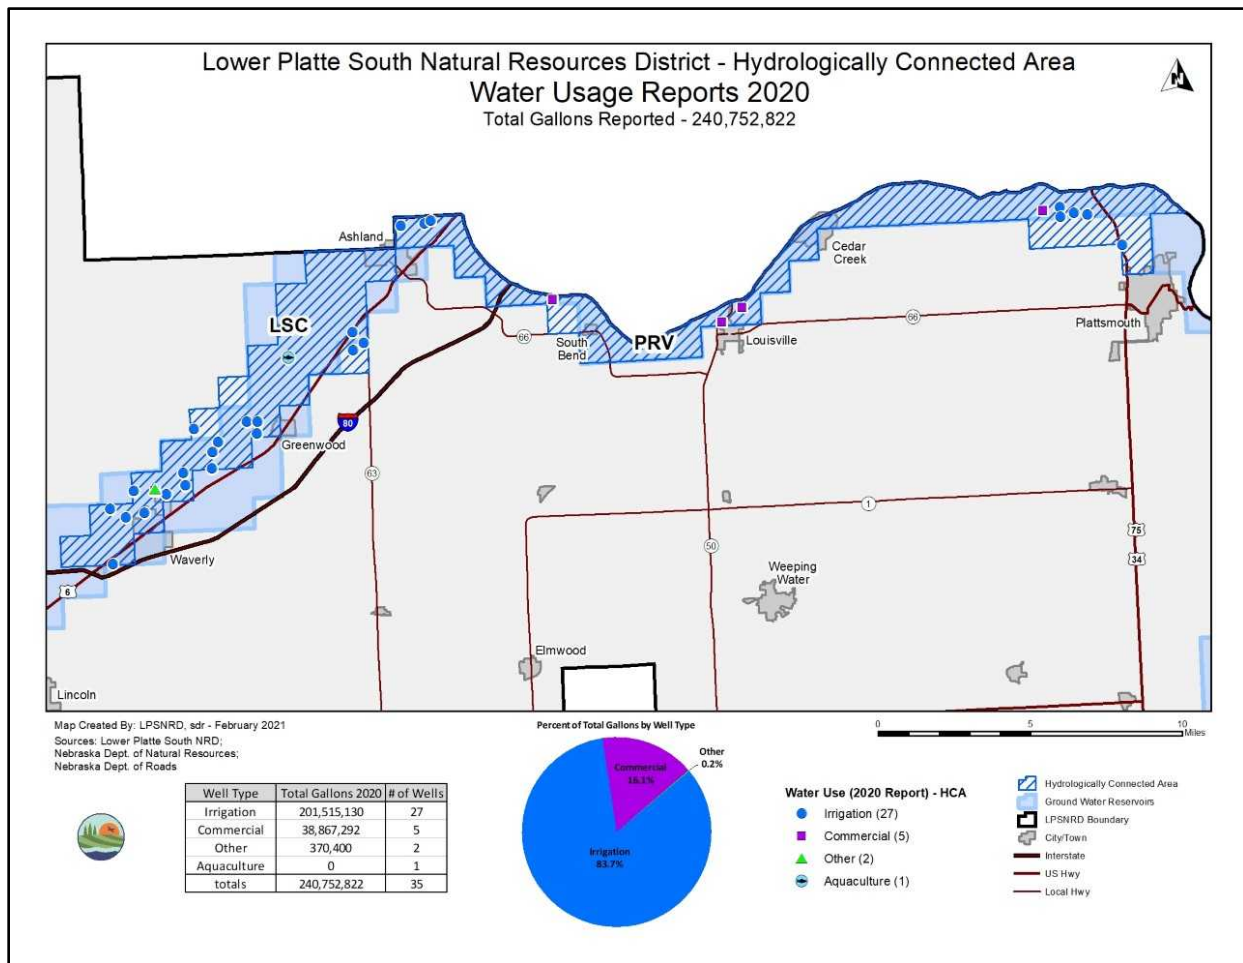 Lower Platte South Natural Resources District - Hydrologically Connected Area
Water Usage Reports 2020
Total Gallons Reported - 240,752,822
N
Ashland
Cedar
Creek
LSC
66
South
Bend
PRV
Louisville
66
Plattsmouth
80
Greenwood
63
1
50
75
34
Waverly
6
Weeping
Water
Elmwood
Lincoln
Map Created By: LPSNRD, sdr - February 2021
Sources: Lower Platte South NRD;
Nebraska Dept. of Natural Resources;
Nebraska Dept. of Roads
Well Type Total Gallons 2020 # of Wells
Irrigation 201,515,130 27
Commercial 38,867,292 5
Other 370,400 2
Aquaculture 0 1
totals 240,752,822 35
Percent of Total Gallons by Well Type
Commercial
16.1%
Other
0.2%
Irrigation
83.7%
0 5 10
Miles
Water Use (2020 Report) - HCA
Irrigation (27)
Commercial (5)
Other (2)
Aquaculture (1)
Hydrologically Connected Area
Ground Water Reservoirs
LPSNRD Boundary
City/Town
Interstate
US Hwy
Local Hwy